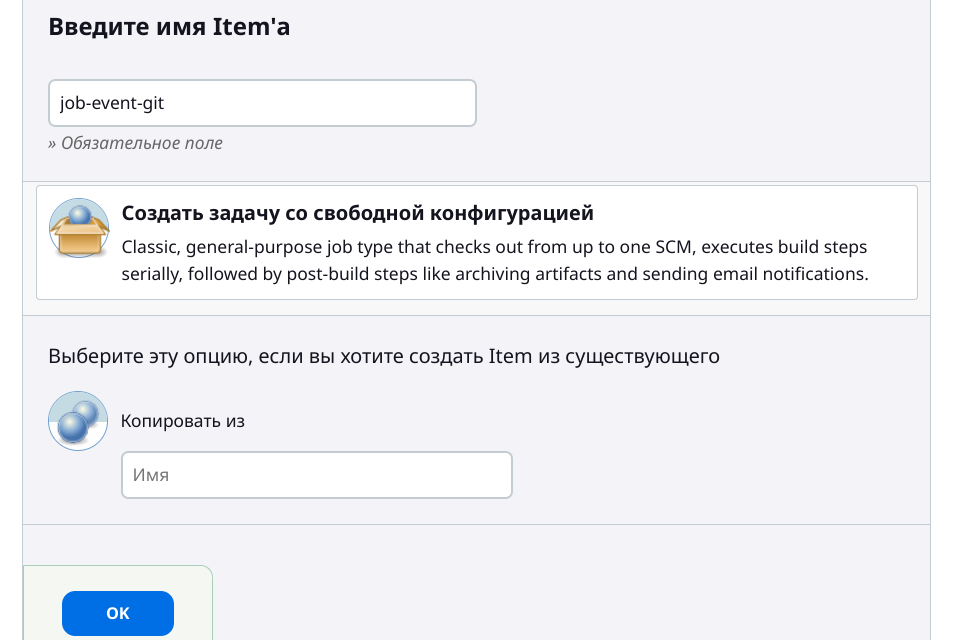 Введите имя Item'а
job-event-git
» Обязательное поле
Создать задачу со свободной конфигурацией
Classic, general-purpose job type that checks out from up to one SCM, executes build steps
serially, followed by post-build steps like archiving artifacts and sending email notifications.
Выберите эту опцию, если вы хотите создать Item из существующего
Копировать из
Имя
OK